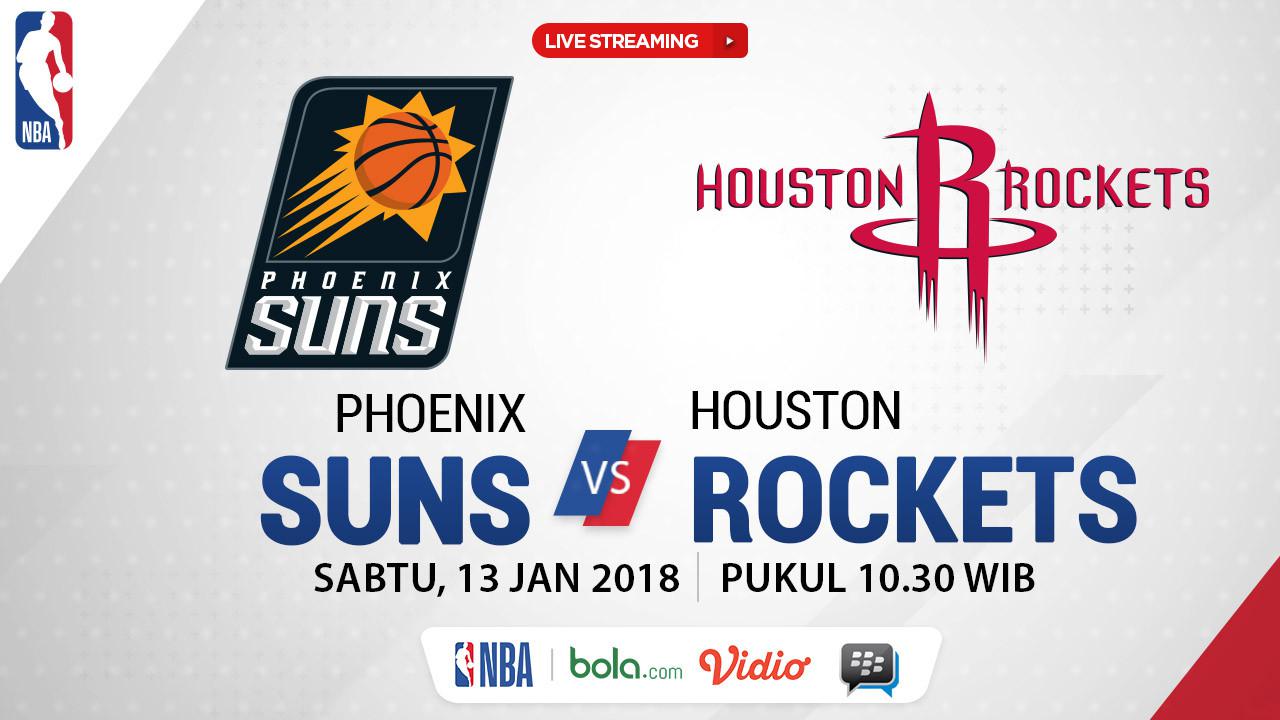 NBA
LIVE STREAMING
PHOENIX
SUNS
HOUSTON ROCKETS
PHOENIX
SUNS
VS
HOUSTON
ROCKETS
SABTU, 13 JAN 2018 | PUKUL 10.30 WIB
NBA | bola.com Vidio